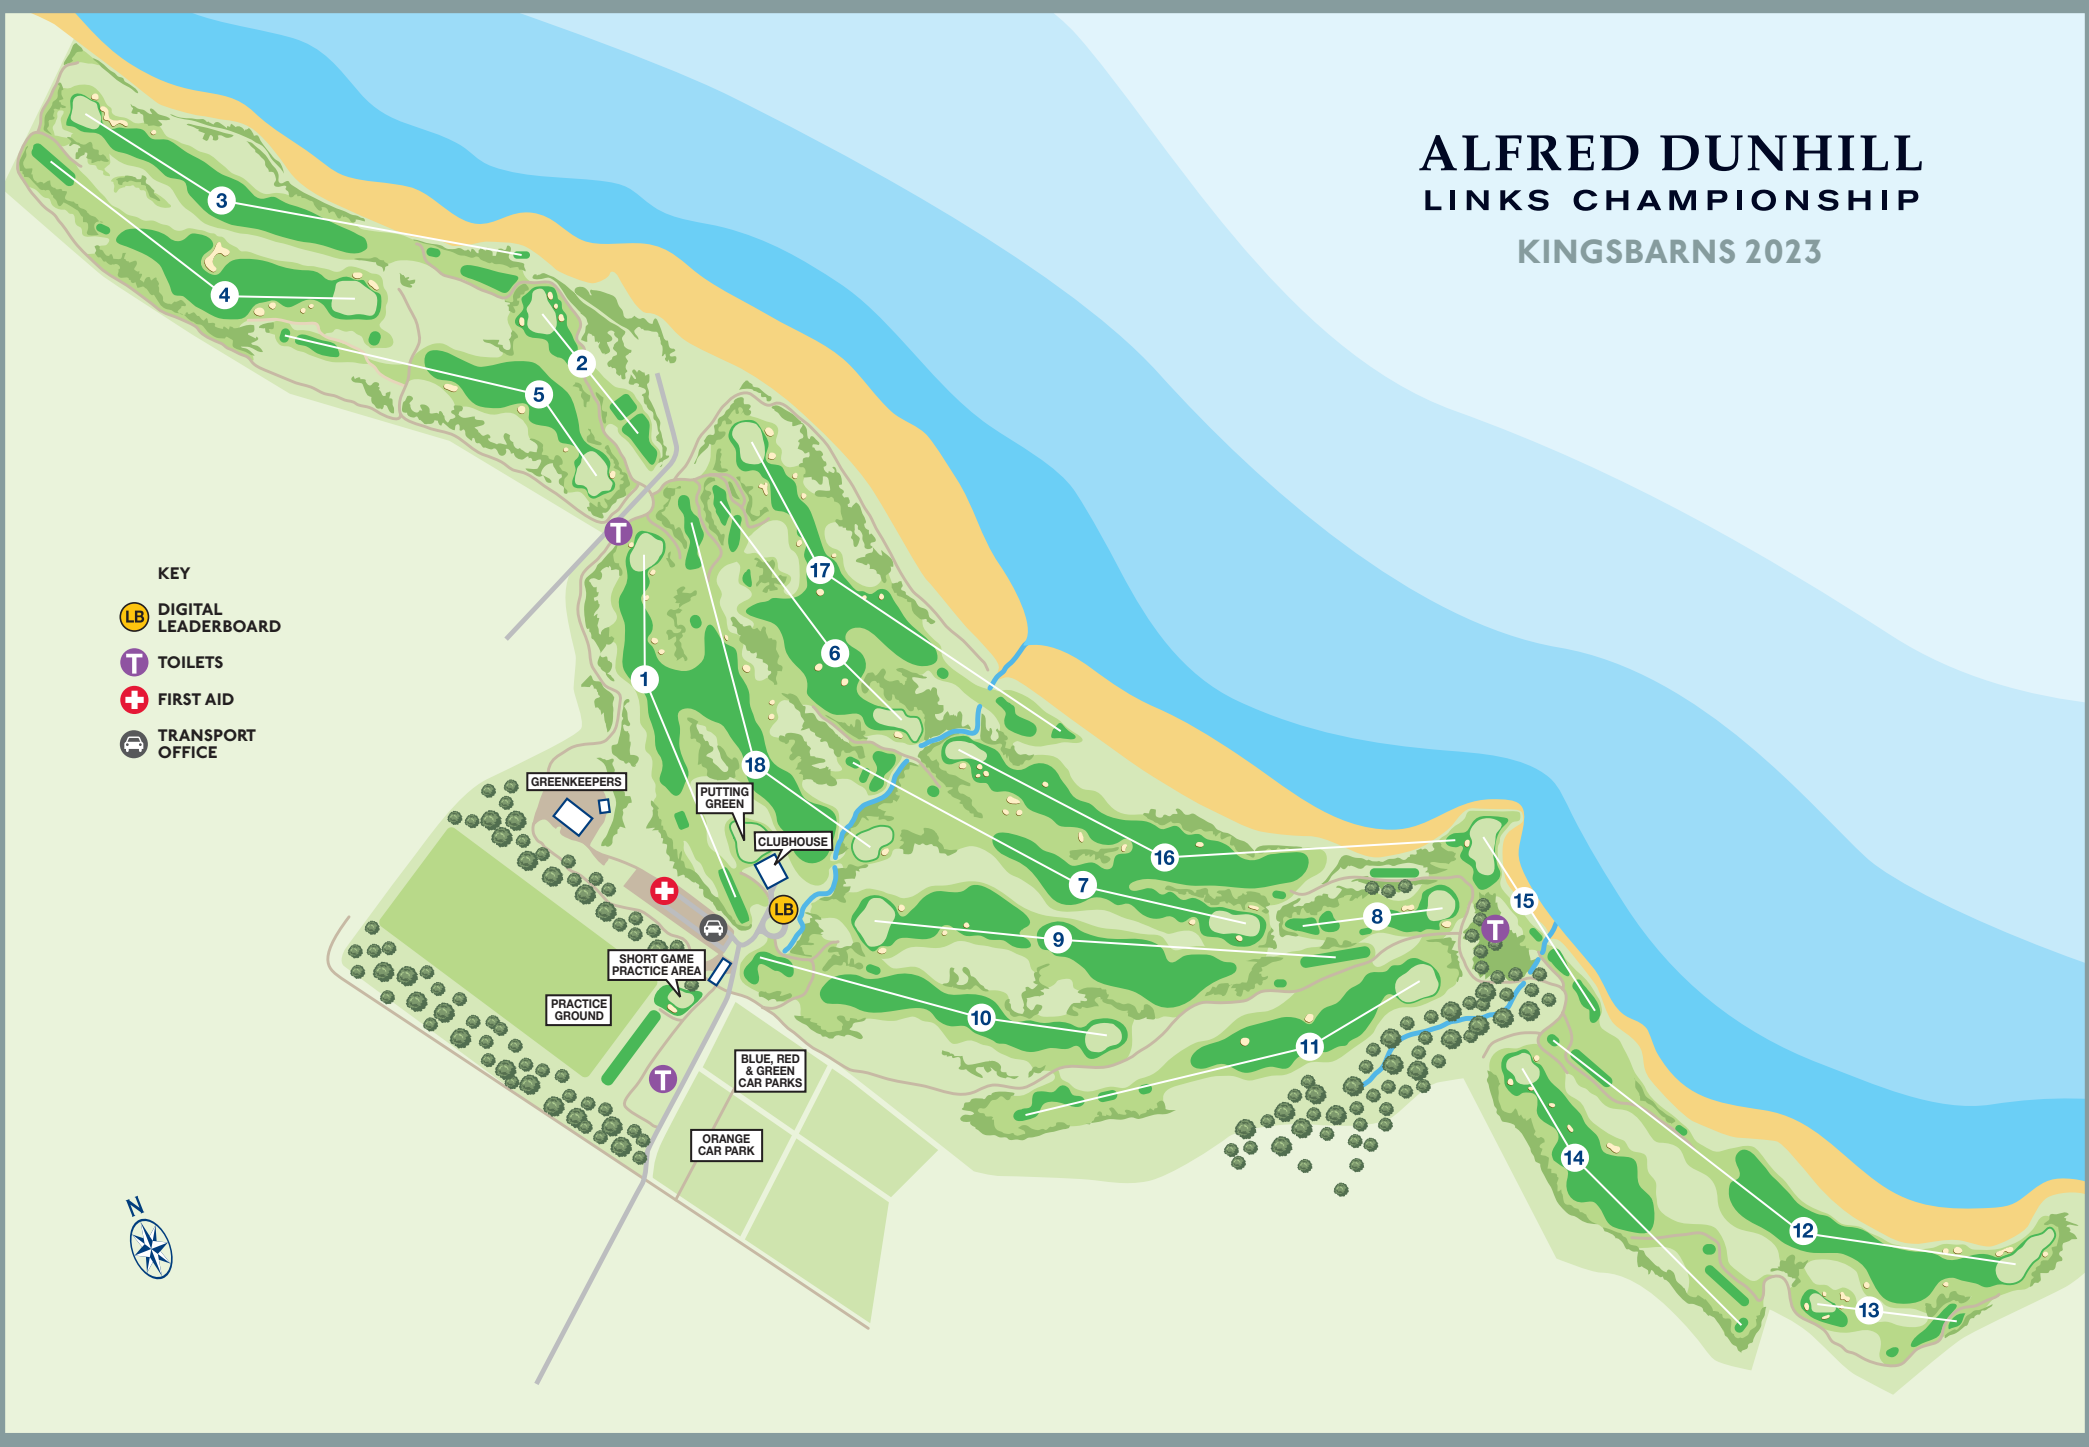 ALFRED DUNHILL
LINKS CHAMPIONSHIP
KINGSBARNS 2023
3
4
2
5
T
17
6
1
18
KEY
LB DIGITAL
LEADERBOARD
T TOILETS
FIRST AID
TRANSPORT
OFFICE
GREENKEEPERS
PUTTING
GREEN
CLUBHOUSE
LB
16
7
8
15
T
9
SHORT GAME
PRACTICE AREA
PRACTICE
GROUND
10
11
T
BLUE, RED
& GREEN
CAR PARKS
ORANGE
CAR PARK
14
12
13
N